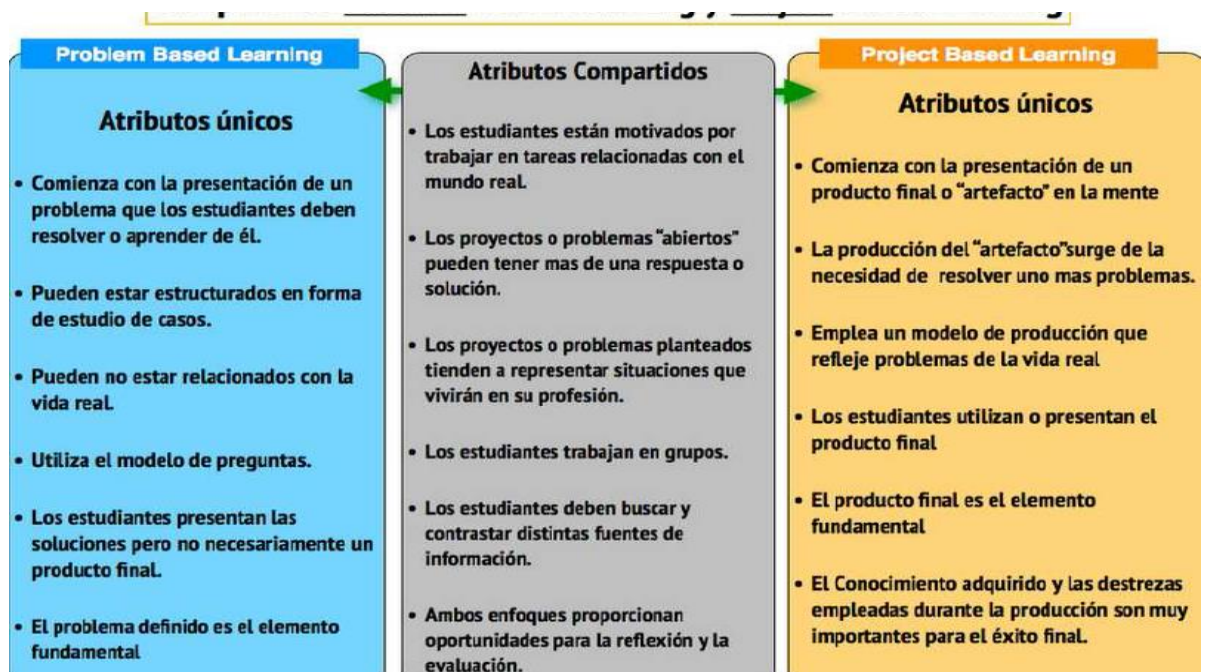 Problem Based Learning
Atributos únicos
• Comienza con la presentación de un
problema que los estudiantes deben
resolver o aprender de él.
• Pueden estar estructurados en forma
de estudio de casos.
• Pueden no estar relacionados con la
vida real.
• Utiliza el modelo de preguntas.
• Los estudiantes presentan las
soluciones pero no necesariamente un
producto final.
• El problema definido es el elemento
fundamental
Atributos Compartidos
• Los estudiantes están motivados por
trabajar en tareas relacionadas con el
mundo real.
• Los proyectos o problemas “abiertos”
pueden tener mas de una respuesta o
solución.
• Los proyectos o problemas planteados
tienden a representar situaciones que
vivirán en su profesión.
• Los estudiantes trabajan en grupos.
• Los estudiantes deben buscar y
contrastar distintas fuentes de
información.
• Ambos enfoques proporcionan
oportunidades para la reflexión y la
evaluación.
Project Based Learning
Atributos únicos
• Comienza con la presentación de un
producto final o “artefacto” en la mente
• La producción del “artefacto”surge de la
necesidad de resolver uno mas problemas.
• Emplea un modelo de producción que
refleje problemas de la vida real
• Los estudiantes utilizan o presentan el
producto final
• El producto final es el elemento
fundamental
• El Conocimiento adquirido y las destrezas
empleadas durante la producción son muy
importantes para el éxito final.